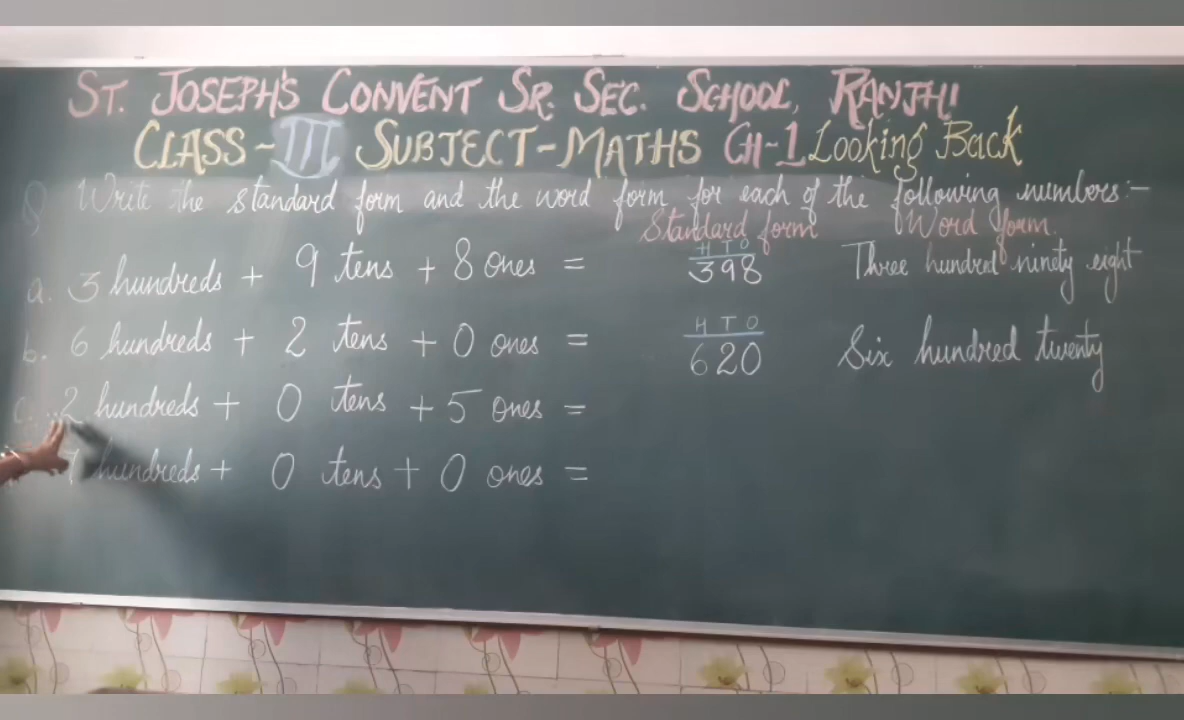 ST. JOSEPH'S CONVENT SR. SEC. SCHOOL, RANJHI
CLASS-III SUBJECT-MATHS CH-1 Looking Back
Q Write the standard form and the word form for each of the following numbers:-
Standard form Word form.
H T O
a. 3 hundreds + 9 tens + 8 ones = 398 Three hundred ninety eight
H T O
b. 6 hundreds + 2 tens + 0 ones = 620 Six hundred twenty
c. 2 hundreds + 0 tens + 5 ones =
hundreds + 0 tens + 0 ones =